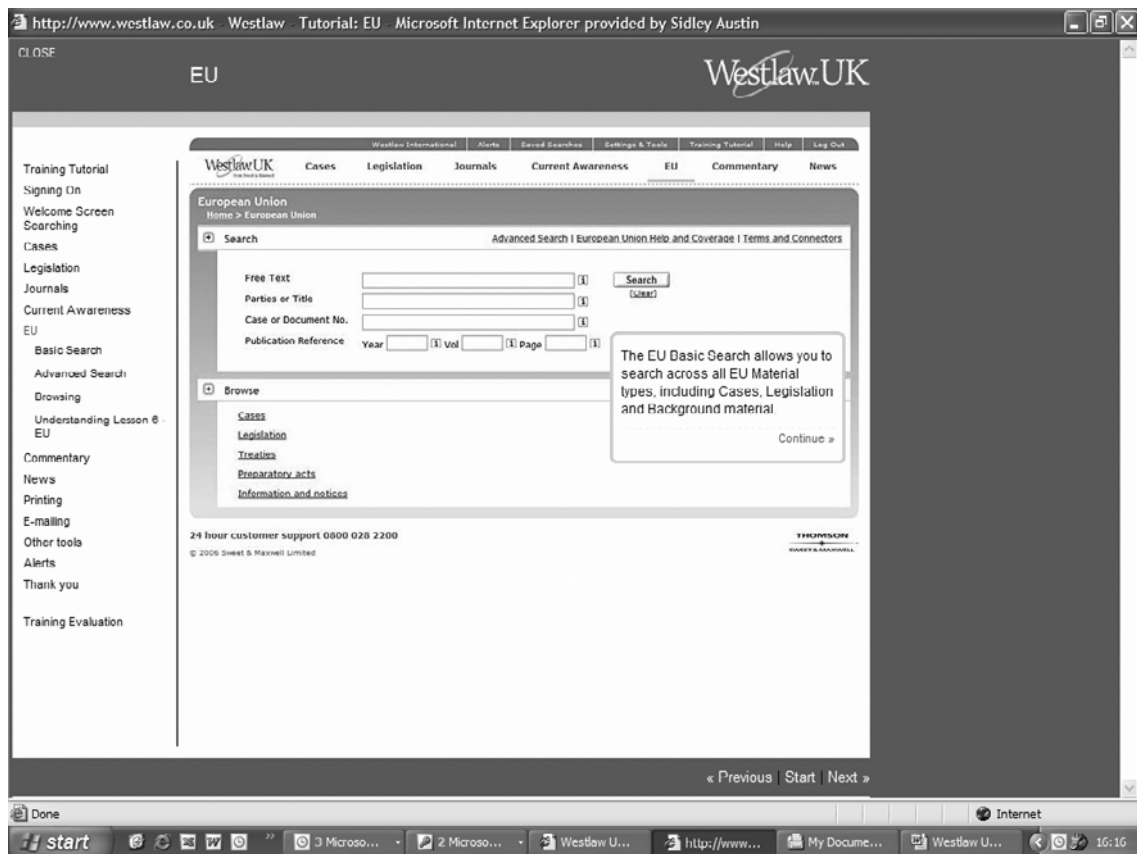 http://www.westlaw.co.uk - Westlaw - Tutorial: EU - Microsoft Internet Explorer provided by Sidley Austin
CLOSE
EU
Westlaw.UK
Training Tutorial
Signing On
Welcome Screen
Searching
Cases
Legislation
Journals
Current Awareness
EU
Basic Search
Advanced Search
Browsing
Understanding Lesson 6 -
EU
Commentary
News
Printing
E-mailing
Other tools
Alerts
Thank you
Training Evaluation
Westlaw International | Alerts | Saved Searches | Settings & Tools | Training Tutorial | Help | Log Out
Westlaw.UK Cases Legislation Journals Current Awareness EU Commentary News
European Union
Home > European Union
Search Advanced Search | European Union Help and Coverage | Terms and Connectors
Free Text Search
Parties or Title [Clear]
Case or Document No.
Publication Reference Year Vol Page
The EU Basic Search allows you to
search across all EU Material
types, including Cases, Legislation
and Background material.
Continue »
Browse
Cases
Legislation
Treaties
Preparatory acts
Information and notices
24 hour customer support 0800 028 2200
© 2006 Sweet & Maxwell Limited
THOMSON
SWEET & MAXWELL
« Previous | Start | Next »
Done Internet
start 3 Microso... 2 Microso... Westlaw U... http://www... My Docume... Westlaw U... 16:16